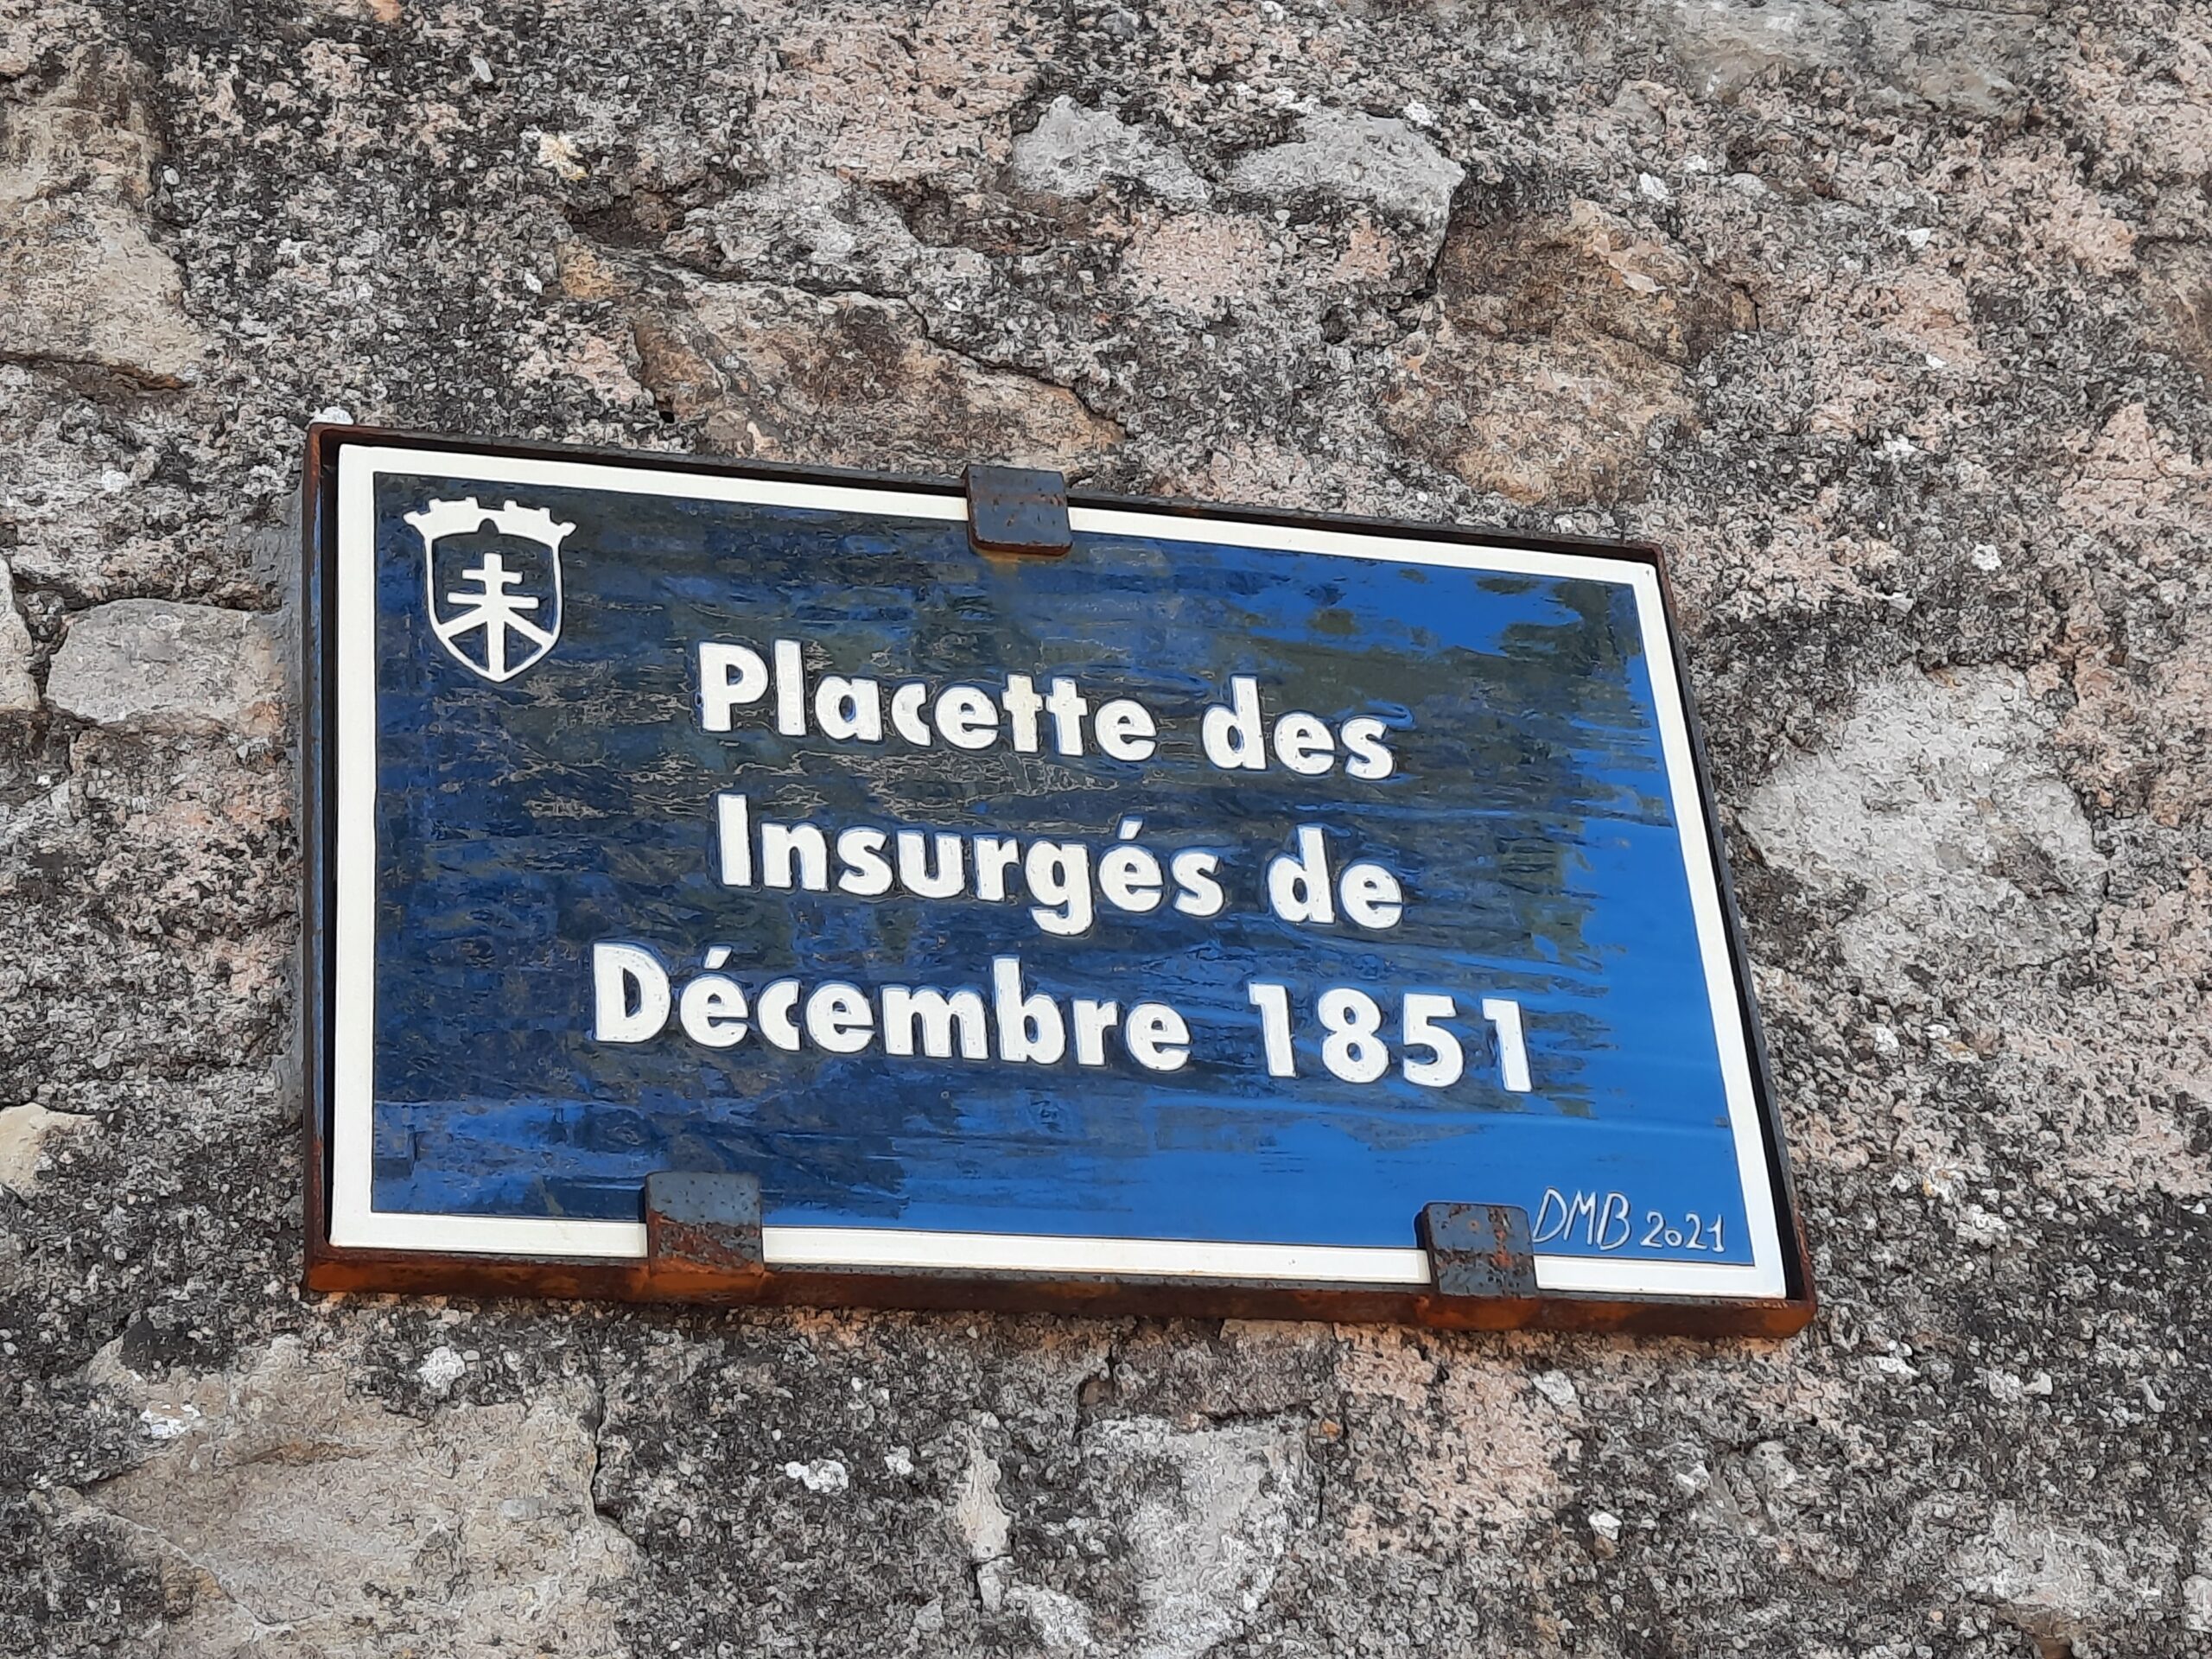 Placette des
Insurgés de
Décembre 1851
DMB 2021